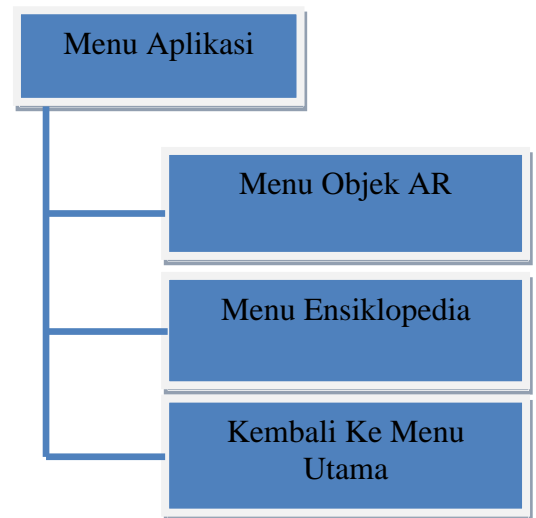 Menu Aplikasi
Menu Objek AR
Menu Ensiklopedia
Kembali Ke Menu
Utama